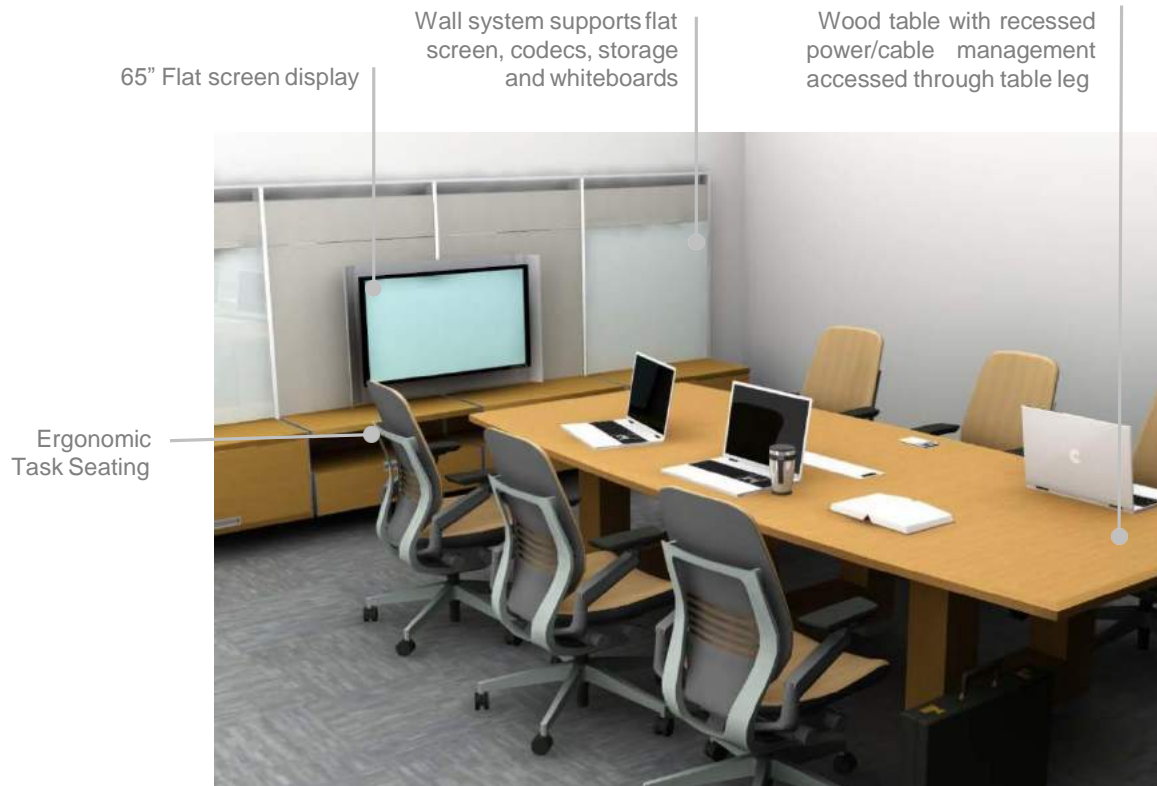 65” Flat screen display
Wall system supports flat
screen, codecs, storage
and whiteboards
Wood table with recessed
power/cable management
accessed through table leg
Ergonomic
Task Seating